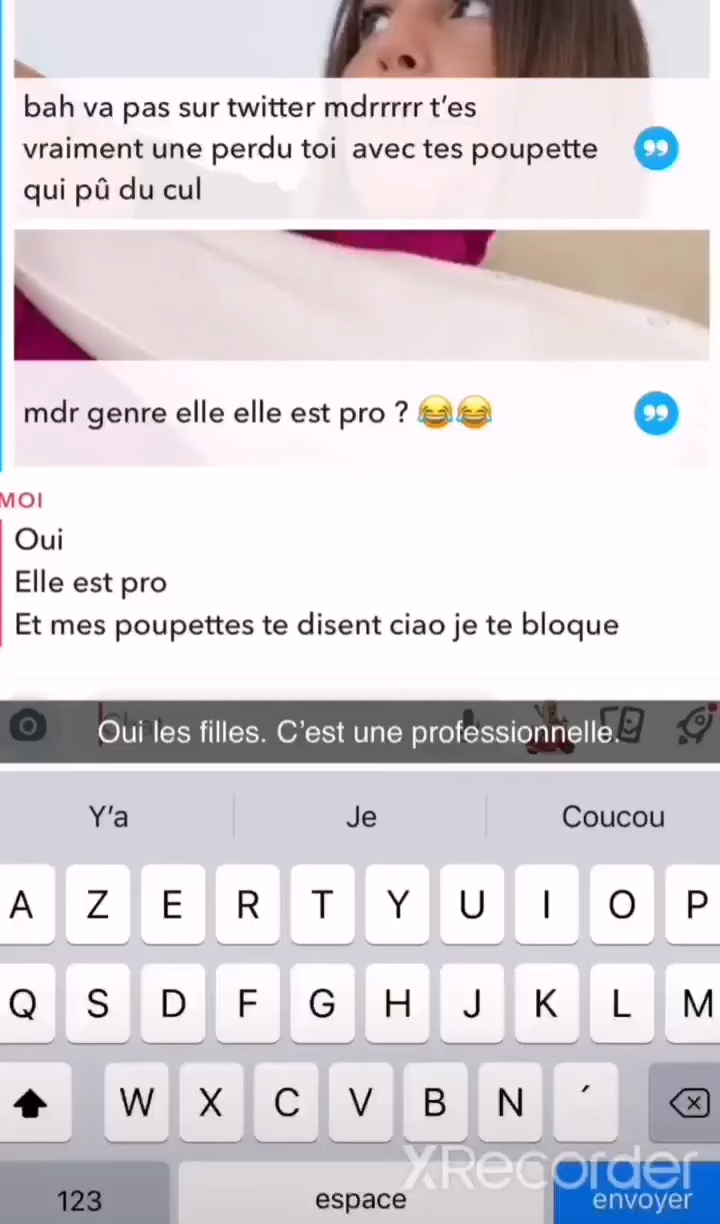 bah va pas sur twitter mdrrrrr t'es
vraiment une perdu toi avec tes poupette
qui pû du cul
mdr genre elle elle est pro ? 😂😂
MOI
Oui
Elle est pro
Et mes poupettes te disent ciao je te bloque
Oui les filles. C'est une professionnelle.
Y'a Je Coucou
A Z E R T Y U I O P
Q S D F G H J K L M
W X C V B N ´
XRecorder
123 espace envoyer